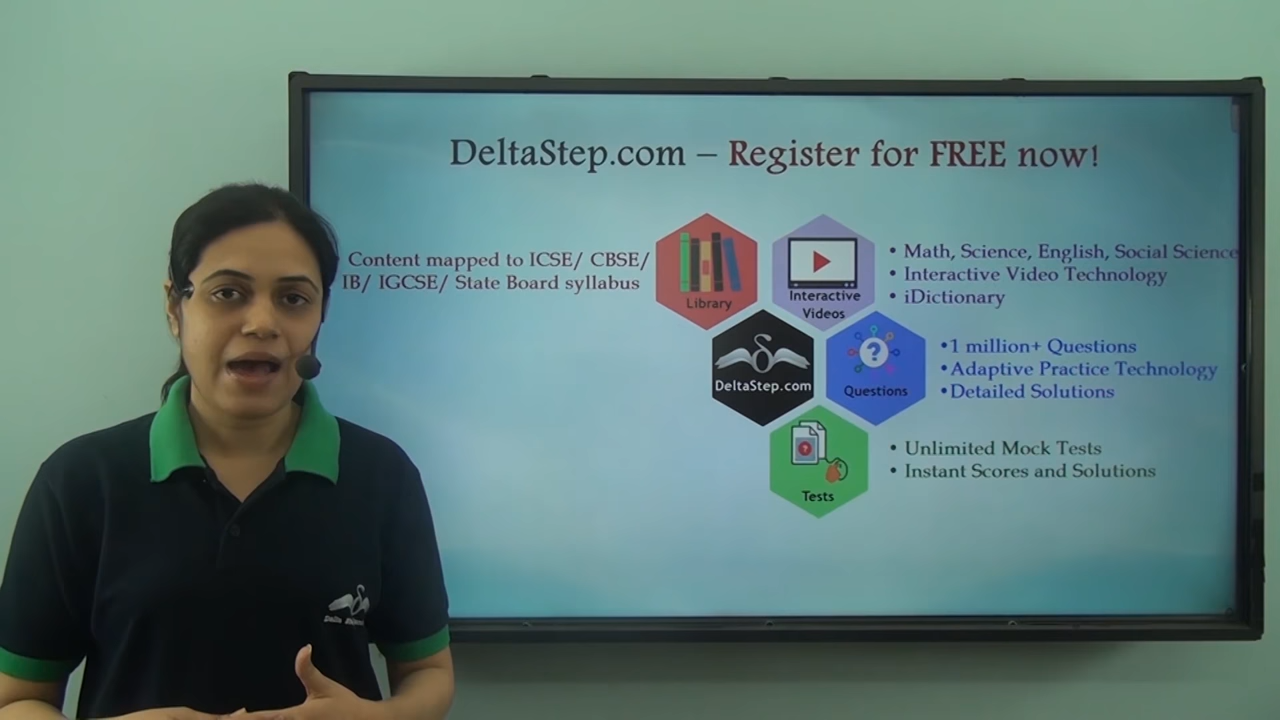 DeltaStep.com – Register for FREE now!
Content mapped to ICSE/ CBSE/
IB/ IGCSE/ State Board syllabus
Library
Interactive
Videos
• Math, Science, English, Social Science
• Interactive Video Technology
• iDictionary
DeltaStep.com
Questions
•1 million+ Questions
•Adaptive Practice Technology
•Detailed Solutions
Tests
• Unlimited Mock Tests
• Instant Scores and Solutions
Delta